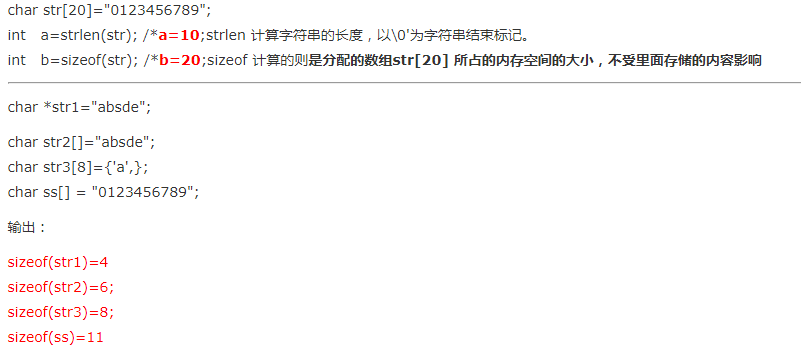 char str[20]="0123456789";
int   a=strlen(str); /*a=10;strlen 计算字符串的长度，以\0'为字符串结束标记。
int   b=sizeof(str); /*b=20;sizeof 计算的则是分配的数组str[20] 所占的内存空间的大小，不受里面存储的内容影响
char *str1="absde";
char str2[]="absde";
char str3[8]={'a',};
char ss[] = "0123456789";
输出：
sizeof(str1)=4
sizeof(str2)=6;
sizeof(str3)=8;
sizeof(ss)=11